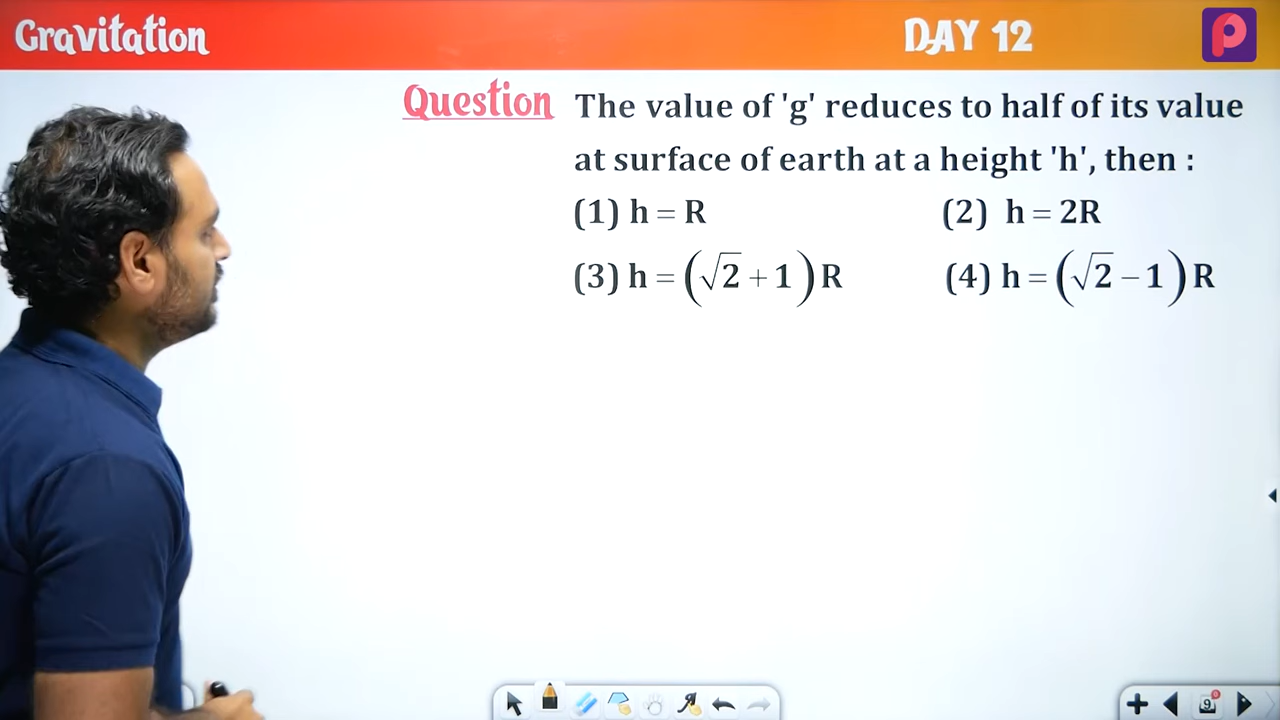 Gravitation
DAY 12
Question The value of 'g' reduces to half of its value
at surface of earth at a height 'h', then :
(1) h = R (2) h = 2R
(3) h = (√2 + 1) R (4) h = (√2 − 1) R
9